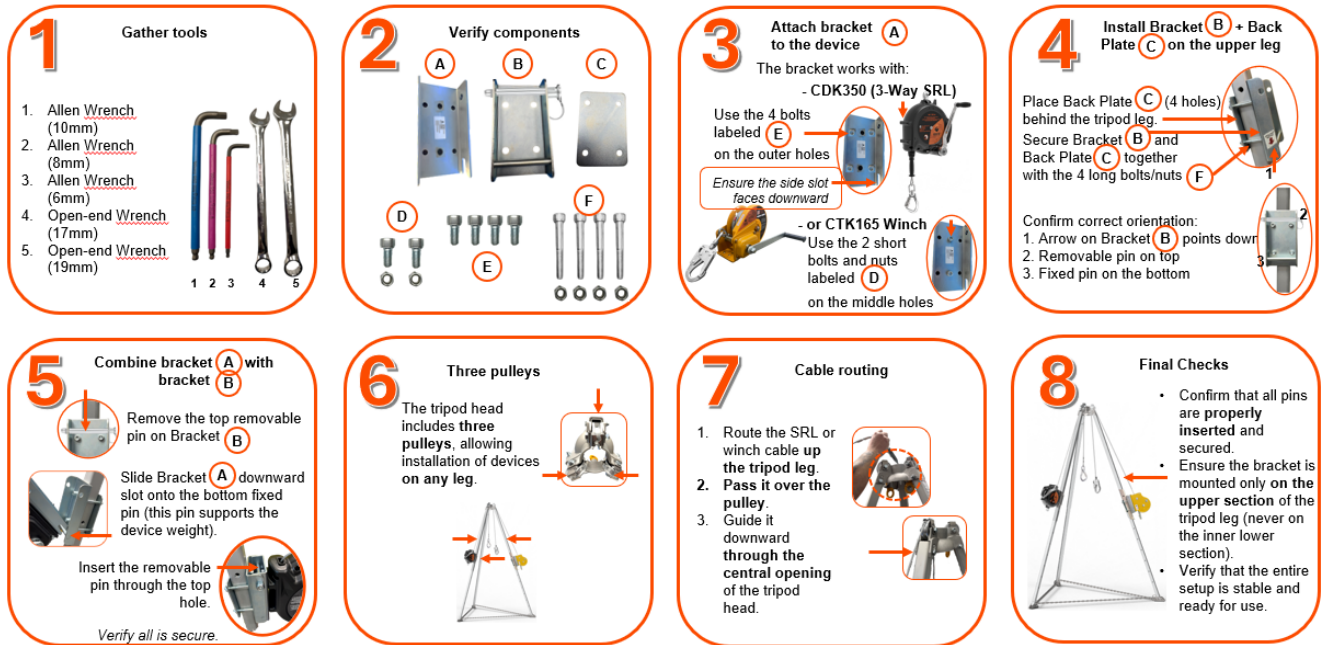 1
Gather tools
1. Allen Wrench
(10mm)
2. Allen Wrench
(8mm)
3. Allen Wrench
(6mm)
4. Open-end Wrench
(17mm)
5. Open-end Wrench
(19mm)
1 2 3 4 5
2
Verify components
A B C
D E F
3
Attach bracket A
to the device
The bracket works with:
- CDK350 (3-Way SRL)
Use the 4 bolts
labeled E
on the outer holes
Ensure the side slot
faces downward
- or CTK165 Winch
Use the 2 short
bolts and nuts
labeled D
on the middle holes
4
Install Bracket B + Back
Plate C on the upper leg
Place Back Plate C (4 holes)
behind the tripod leg.
Secure Bracket B and
Back Plate C together
with the 4 long bolts/nuts F
1
Confirm correct orientation:
1. Arrow on Bracket B points down
2. Removable pin on top
3. Fixed pin on the bottom
2
3
5
Combine bracket A with
bracket B
Remove the top removable
pin on Bracket B
Slide Bracket A downward
slot onto the bottom fixed
pin (this pin supports the
device weight).
Insert the removable
pin through the top
hole.
Verify all is secure.
6
Three pulleys
The tripod head
includes three
pulleys, allowing
installation of devices
on any leg.
7
Cable routing
1. Route the SRL or
winch cable up
the tripod leg.
2. Pass it over the
pulley.
3. Guide it
downward
through the
central opening
of the tripod
head.
8
Final Checks
• Confirm that all pins
are properly
inserted and
secured.
• Ensure the bracket is
mounted only on the
upper section of the
tripod leg (never on
the inner lower
section).
• Verify that the entire
setup is stable and
ready for use.